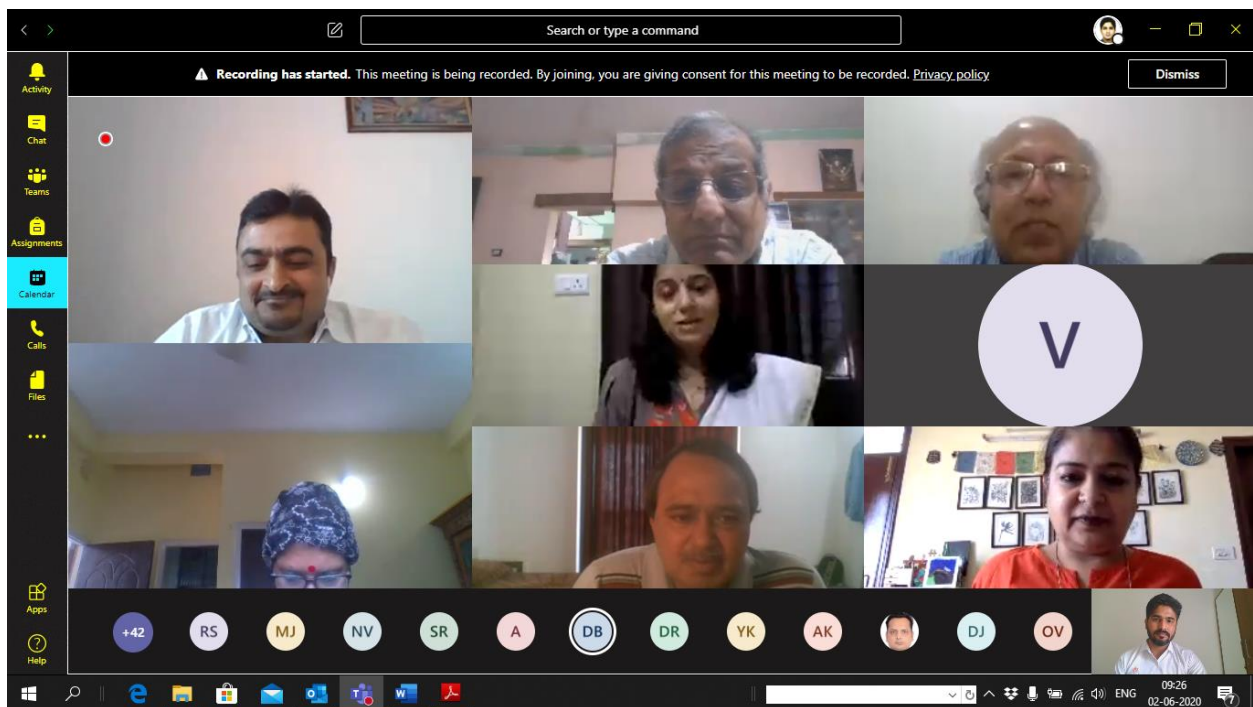 Search or type a command
Recording has started. This meeting is being recorded. By joining, you are giving consent for this meeting to be recorded. Privacy policy
Dismiss
Activity
Chat
Teams
Assignments
Calendar
Calls
Files
Apps
Help
V
+42
RS
MJ
NV
SR
A
DB
DR
YK
AK
DJ
OV
ENG
09:26
02-06-2020
7